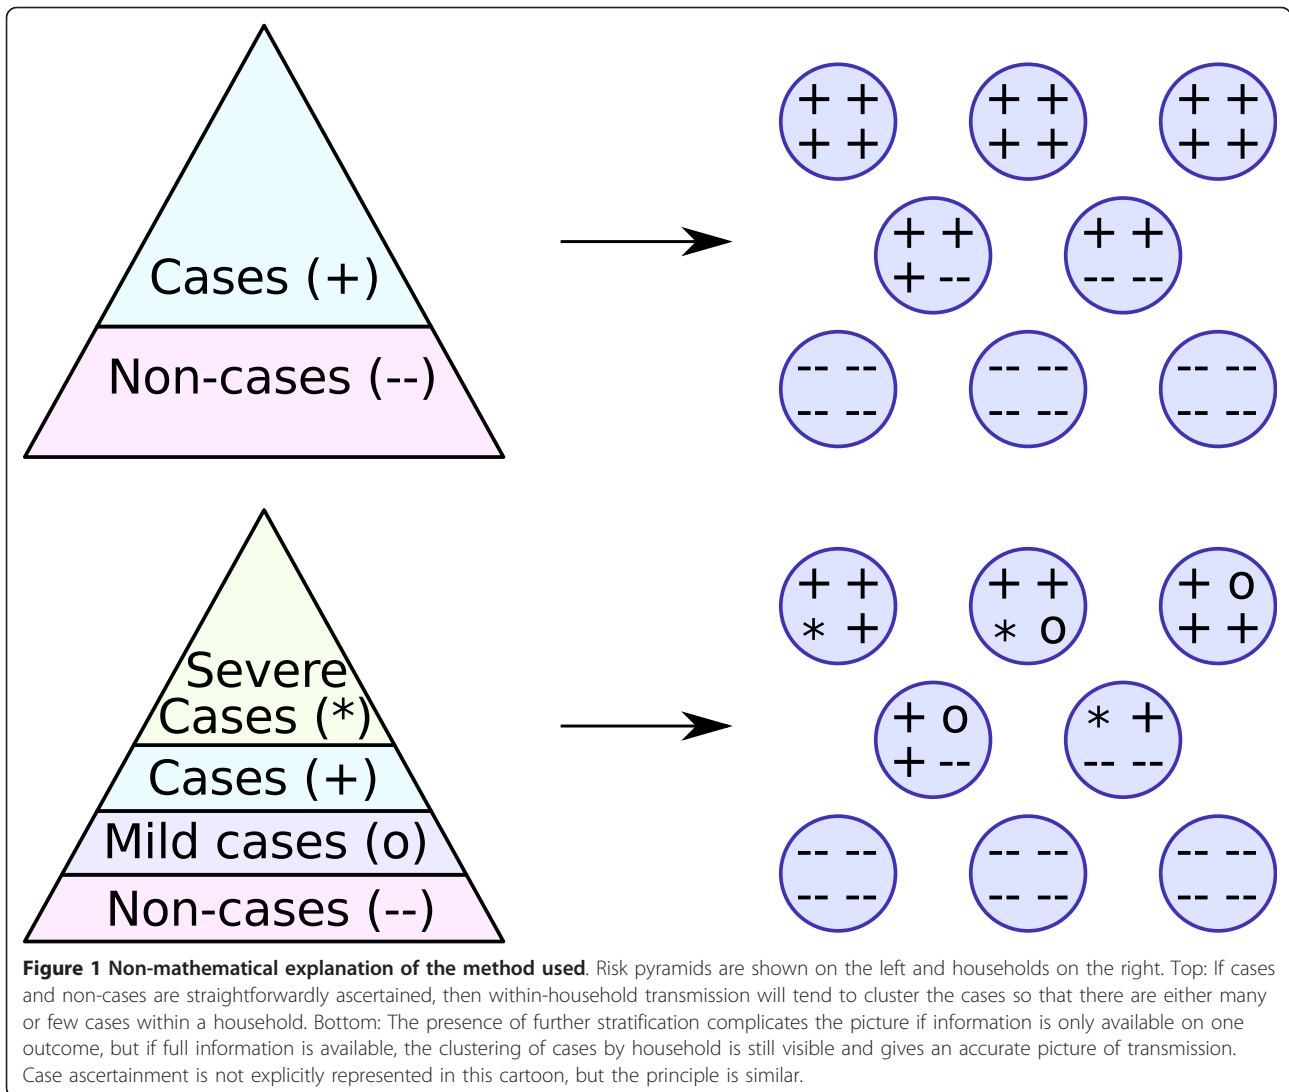 Cases (+)
Non-cases (--)
+ + + + + +
+ + + + + +
+ + + +
+ -- -- --
-- -- -- -- -- --
-- -- -- -- -- --
Severe
Cases (*)
Cases (+)
Mild cases (o)
Non-cases (--)
+ + + + + o
* + * o + +
+ o * +
+ -- -- --
-- -- -- -- -- --
-- -- -- -- -- --
Figure 1 Non-mathematical explanation of the method used. Risk pyramids are shown on the left and households on the right. Top: If cases
and non-cases are straightforwardly ascertained, then within-household transmission will tend to cluster the cases so that there are either many
or few cases within a household. Bottom: The presence of further stratification complicates the picture if information is only available on one
outcome, but if full information is available, the clustering of cases by household is still visible and gives an accurate picture of transmission.
Case ascertainment is not explicitly represented in this cartoon, but the principle is similar.